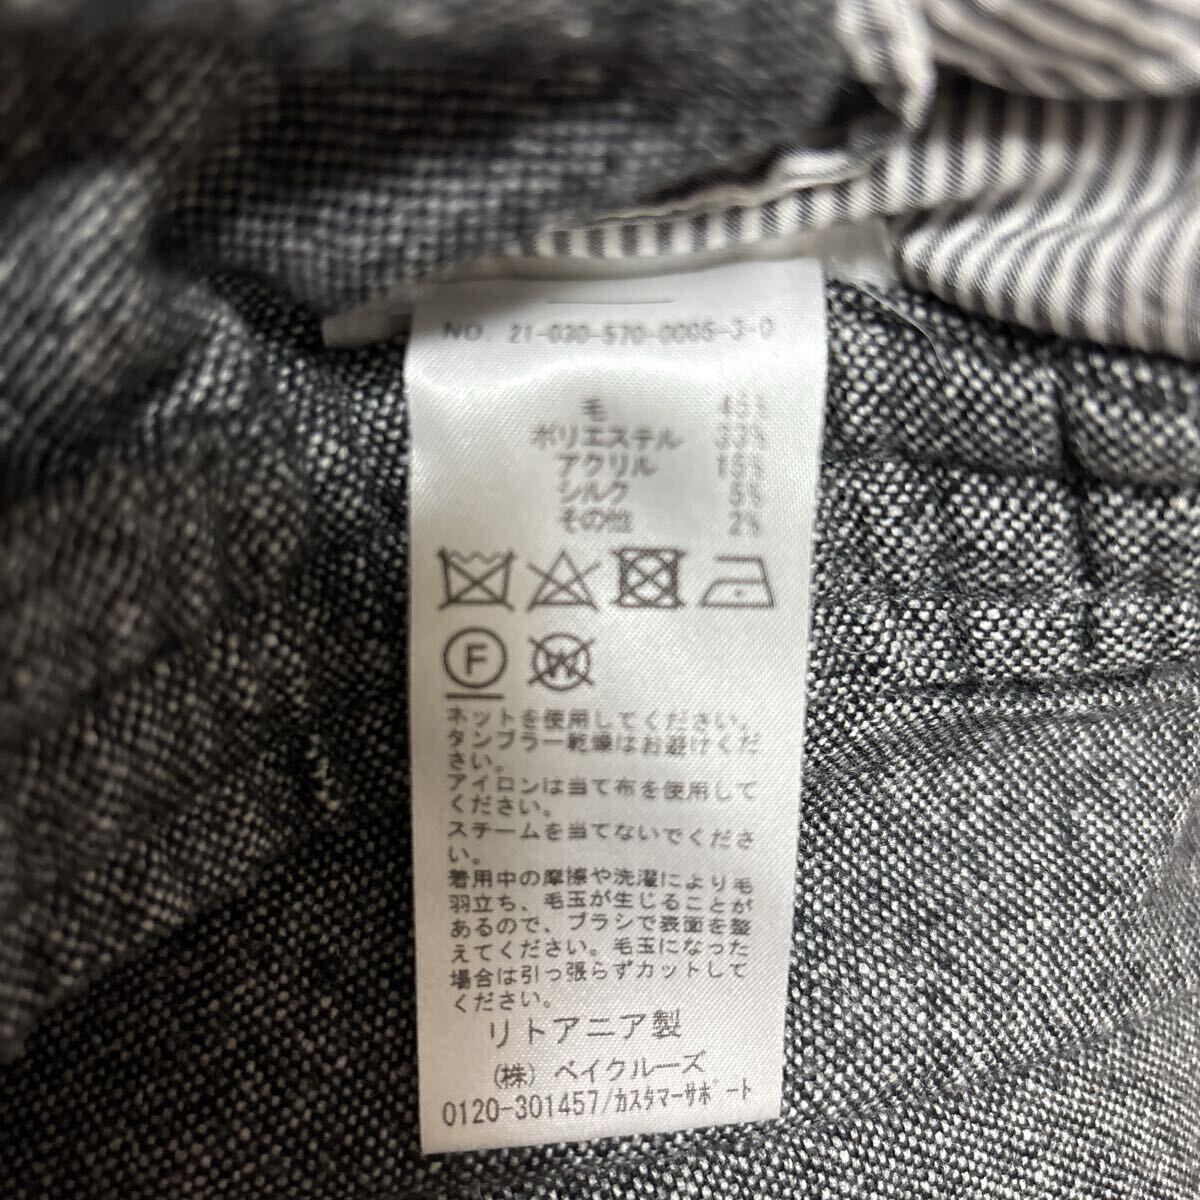 NO. 21-030-570-0005-3-0
毛 45%
ポリエステル 33%
アクリル 15%
シルク 5%
その他 2%
F
W
ネットを使用してください。
タンブラー乾燥はお避けくだ
さい。
アイロンは当て布を使用して
ください。
スチームを当てないでくださ
い。
着用中の摩擦や洗濯により毛
羽立ち、毛玉が生じることが
あるので、ブラシで表面を整
えてください。毛玉になった
場合は引っ張らずカットして
ください。
リトアニア製
(株) ベイクルーズ
0120-301457/ｶｽﾀﾏｰｻﾎﾟｰﾄ